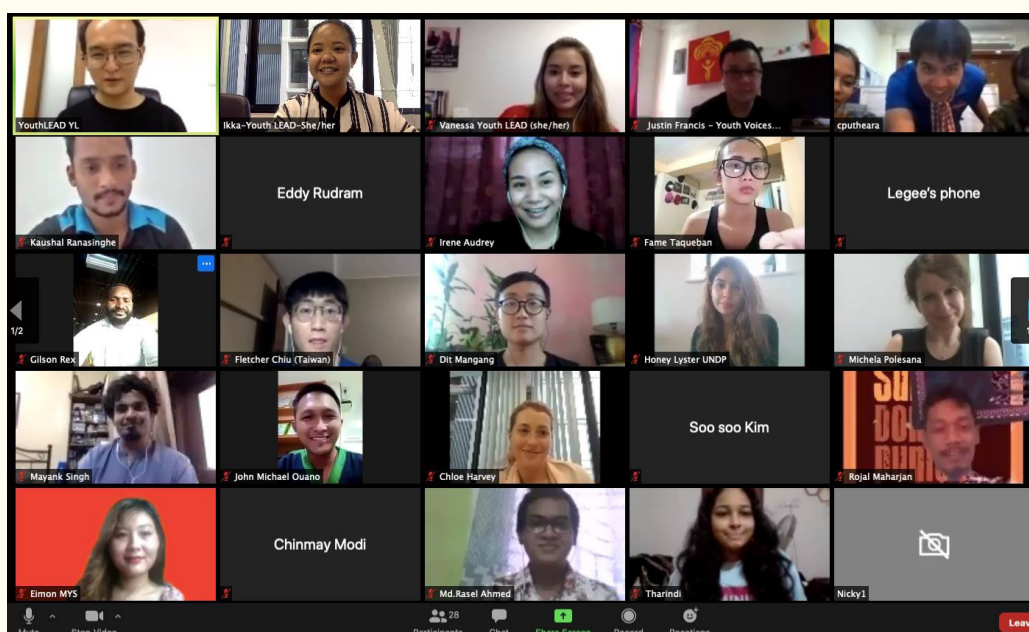 YouthLEAD YL
Ikka-Youth LEAD-She/her
Vanessa Youth LEAD (she/her)
Justin Francis – Youth Voices...
cputheara
Kaushal Ranasinghe
Eddy Rudram
Irene Audrey
Fame Taqueban
Legee's phone
1/2
Gilson Rex
Fletcher Chiu (Taiwan)
Dit Mangang
Honey Lyster UNDP
Michela Polesana
Mayank Singh
John Michael Ouano
Chloe Harvey
Soo soo Kim
Rojal Maharjan
Eimon MYS
Chinmay Modi
Md.Rasel Ahmed
Tharindi
Nicky1
28
Mute
Stop Video
Participants
Chat
Share Screen
Record
Reactions